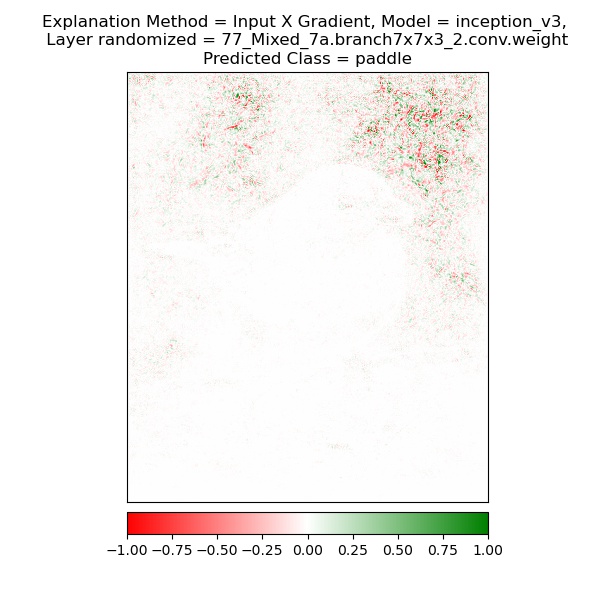 Explanation Method = Input X Gradient, Model = inception_v3,
Layer randomized = 77_Mixed_7a.branch7x7x3_2.conv.weight
Predicted Class = paddle
−1.00 −0.75 −0.50 −0.25 0.00 0.25 0.50 0.75 1.00